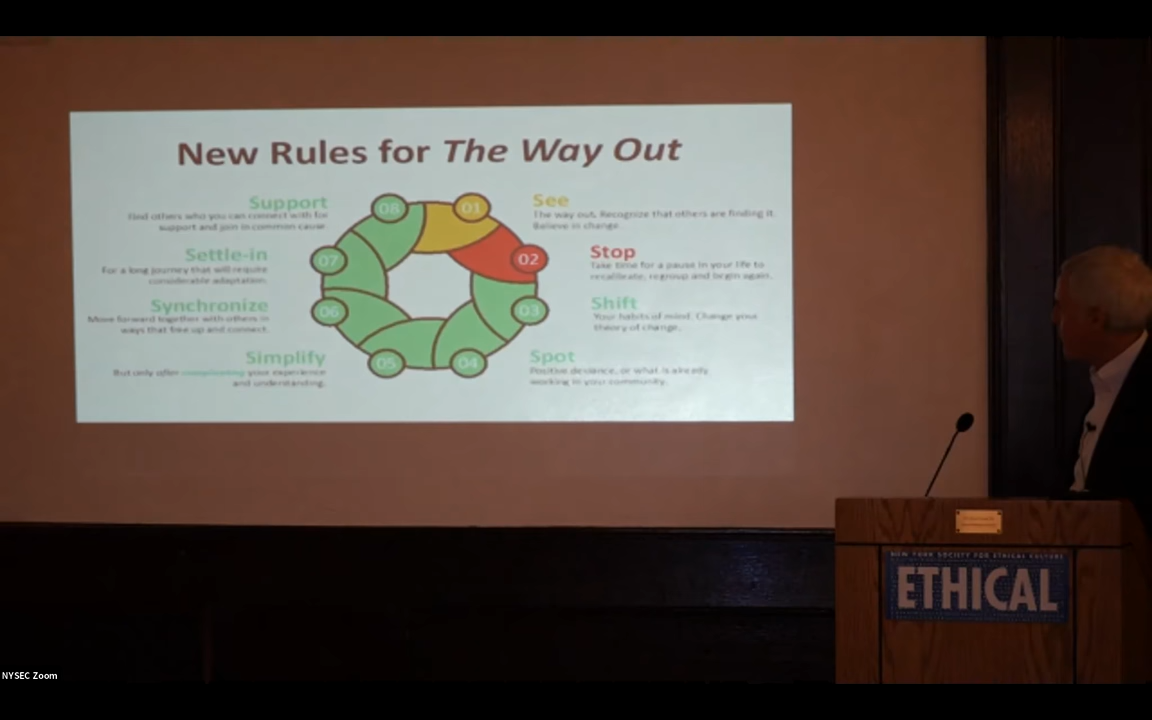 New Rules for The Way Out
Support
Find others who you can connect with for
support and join in common cause.
Settle-in
For a long journey that will require
considerable adaptation.
Synchronize
Move forward together with others in
ways that free up and connect.
Simplify
But only after complicating your experience
and understanding.
08
01
07
02
06
03
05
04
See
The way out. Recognize that others are finding it.
Believe in change.
Stop
Take time for a pause in your life to
recalibrate, regroup and begin again.
Shift
Your habits of mind. Change your
theory of change.
Spot
Positive deviance, or what is already
working in your community.
NEW YORK SOCIETY FOR ETHICAL CULTURE
ETHICAL
NYSEC Zoom